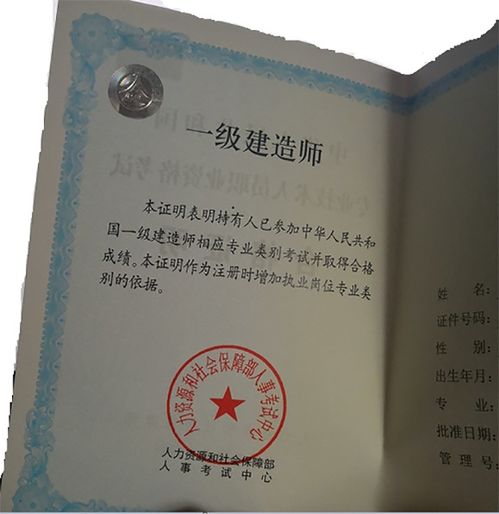 一级建造师
本证明表明持有人已参加中华人民共和
国一级建造师相应专业类别考试并取得合格
成绩。本证明作为注册时增加执业岗位专业类
别的依据。
人力资源和社会保障部人事考试中心
人力资源和社会保障部
人事考试中心
姓 名:
证件号码:
性 别:
出生年月:
专 业:
批准日期:
管 理 号: